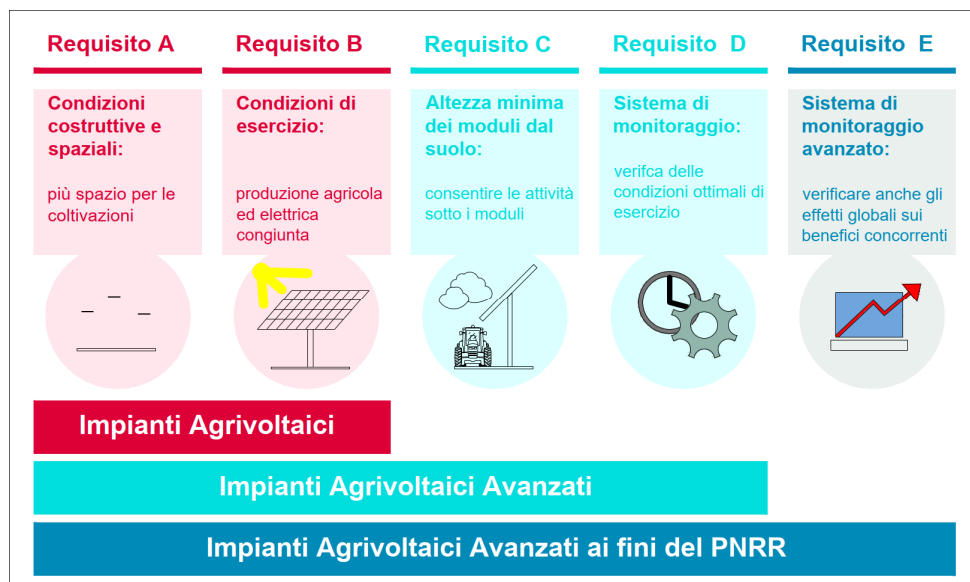 Requisito A
Requisito B
Requisito C
Requisito D
Requisito E
Condizioni
costruttive e
spaziali:
più spazio per le
coltivazioni
Condizioni di
esercizio:
produzione agricola
ed elettrica
congiunta
Altezza minima
dei moduli dal
suolo:
consentire le attività
sotto i moduli
Sistema di
monitoraggio:
verifca delle
condizioni ottimali di
esercizio
Sistema di
monitoraggio
avanzato:
verificare anche gli
effetti globali sui
benefici concorrenti
Impianti Agrivoltaici
Impianti Agrivoltaici Avanzati
Impianti Agrivoltaici Avanzati ai fini del PNRR